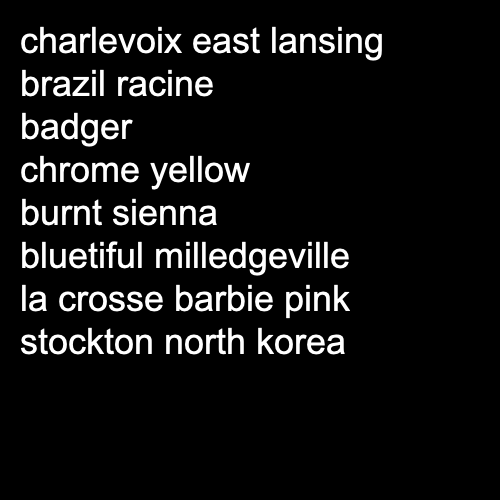 charlevoix east lansing
brazil racine
badger
chrome yellow
burnt sienna
bluetiful milledgeville
la crosse barbie pink
stockton north korea